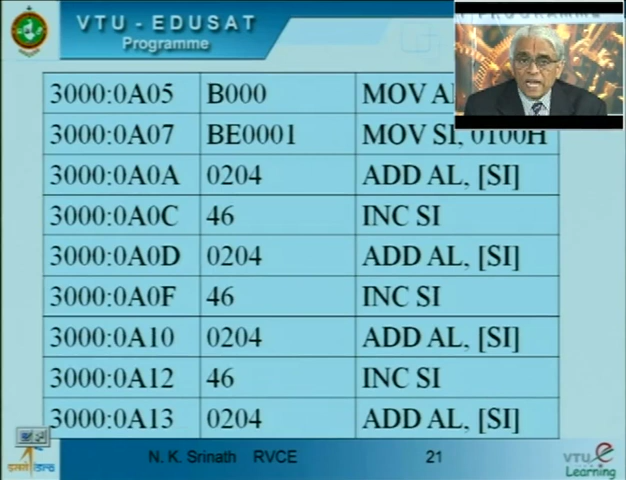 VTU - EDUSAT
Programme
PROGRAMME
3000:0A05 B000 MOV
3000:0A07 BE0001 MOV SI, 0100H
3000:0A0A 0204 ADD AL, [SI]
3000:0A0C 46 INC SI
3000:0A0D 0204 ADD AL, [SI]
3000:0A0F 46 INC SI
3000:0A10 0204 ADD AL, [SI]
3000:0A12 46 INC SI
3000:0A13 0204 ADD AL, [SI]
N. K. Srinath RVCE 21
VTU e
Learning